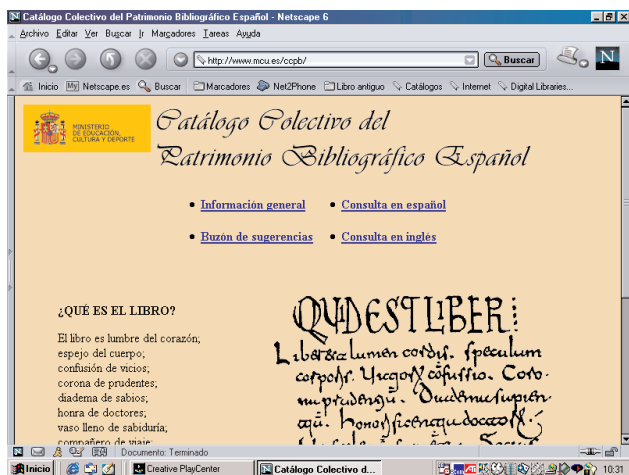 Catálogo Colectivo del Patrimonio Bibliográfico Español - Netscape 6
Archivo Editar Ver Buscar Ir Marcadores Tareas Ayuda
http://www.mcu.es/ccpb/ Buscar N
Inicio My Netscape.es Buscar Marcadores Net2Phone Libro antiguo Catálogos Internet Digital Libraries...
MINISTERIO
DE EDUCACIÓN,
CULTURA Y DEPORTE
Catálogo Colectivo del
Patrimonio Bibliográfico Español
Información general Consulta en español
Buzón de sugerencias Consulta en inglés
¿QUÉ ES EL LIBRO?
El libro es lumbre del corazón;
espejo del cuerpo;
confusión de vicios;
corona de prudentes;
diadema de sabios;
honra de doctores;
vaso lleno de sabiduría;
compañero de viaje;
QUID EST LIBER
Liber lumen cordis. speculum
corporis.
Documento: Terminado
Inicio Creative PlayCenter Catálogo Colectivo d... 10:31